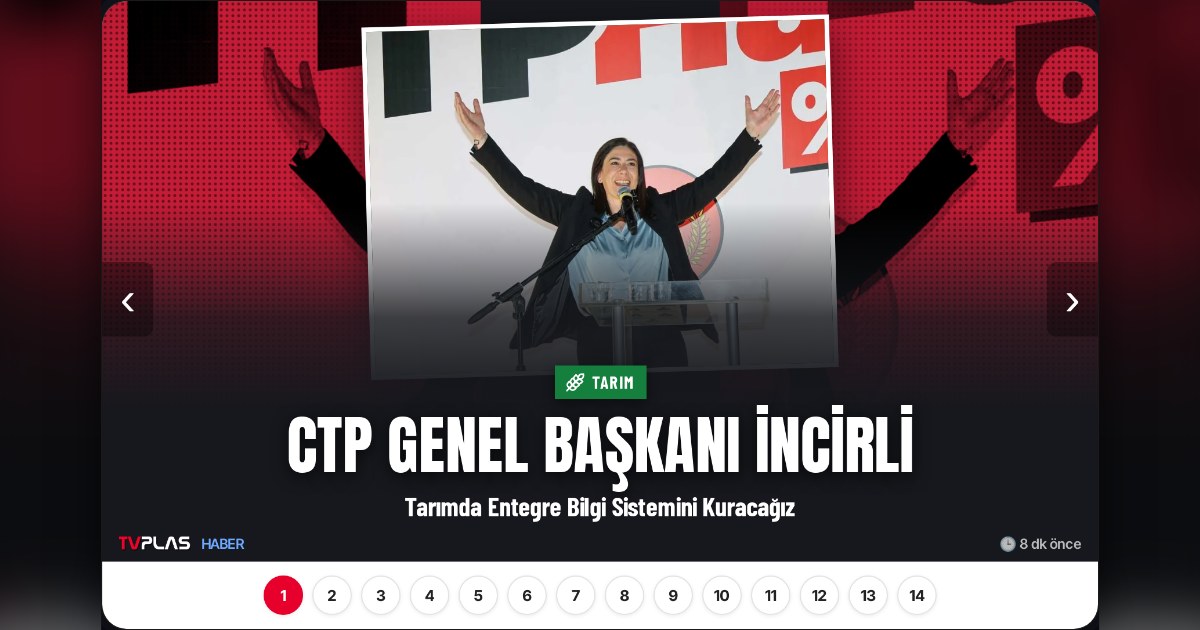 %
TARIM
CTP GENEL BAŞKANI İNCİRLİ
Tarımda Entegre Bilgi Sistemini Kuracağız
TVPLAS HABER
8 dk önce
1 2 3 4 5 6 7 8 9 10 11 12 13 14